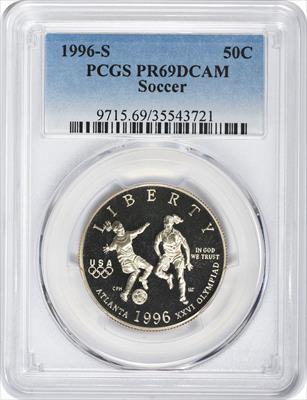 1996-S 50C
PCGS PR69DCAM
Soccer
9715.69/35543721
LIBERTY
IN GOD
WE TRUST
USA
ATLANTA 1996 XXVI OLYMPIAD